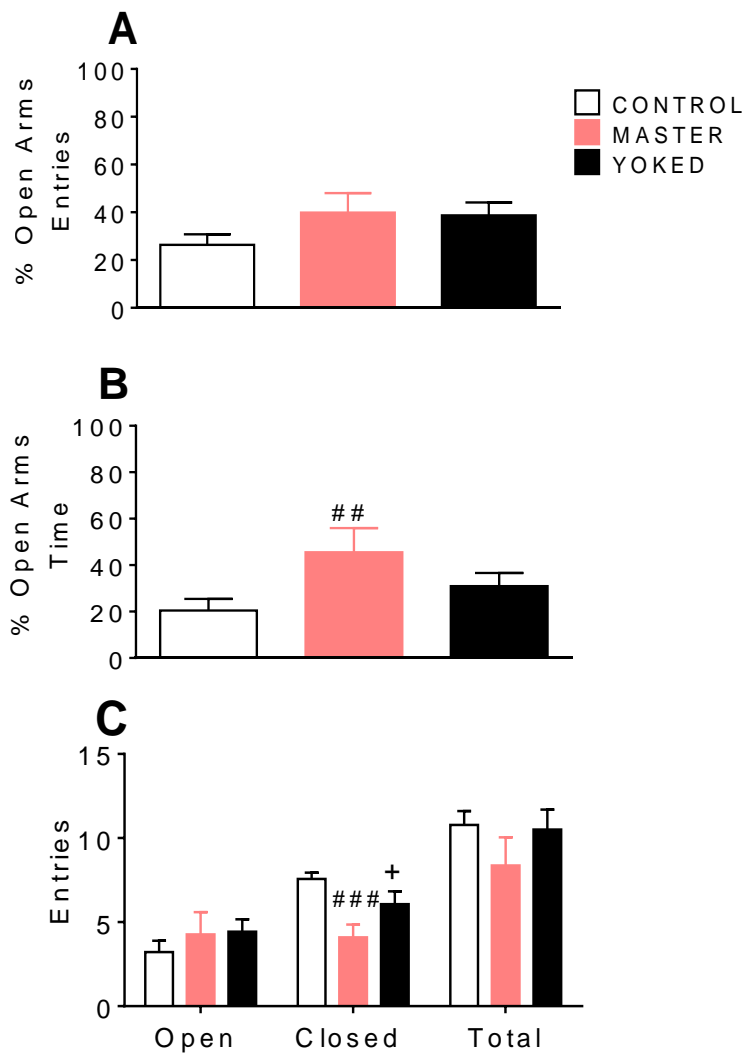 A
% Open Arms
Entries
100
80
60
40
20
0
CONTROL
MASTER
YOKED
B
% Open Arms
Time
100
80
60
40
20
0
##
C
Entries
15
10
5
0
###
+
Open Closed Total